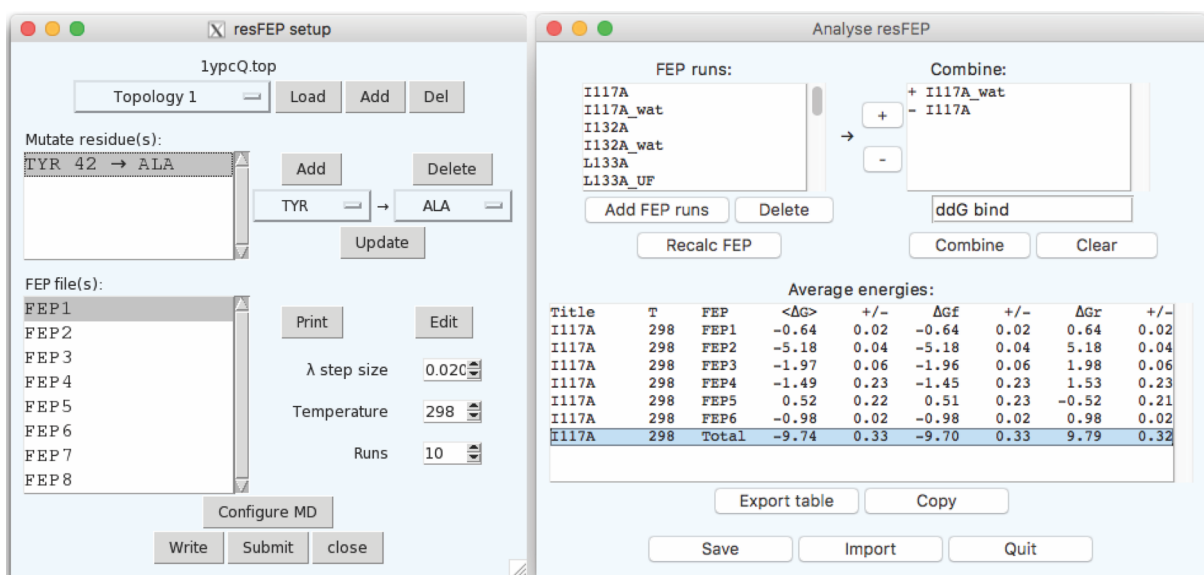 resFEP setup
1ypcQ.top
Topology 1 Load Add Del
Mutate residue(s):
TYR 42 → ALA
Add Delete
TYR → ALA
Update
FEP file(s):
FEP1
FEP2
FEP3
FEP4
FEP5
FEP6
FEP7
FEP8
Print Edit
λ step size 0.020
Temperature 298
Runs 10
Configure MD
Write Submit close
Analyse resFEP
FEP runs:
I117A
I117A_wat
I132A
I132A_wat
L133A
L133A_UF
→
+
-
Combine:
+ I117A_wat
- I117A
Add FEP runs Delete
ddG bind
Recalc FEP
Combine Clear
Average energies:
Title T FEP <ΔG> +/- ΔGf +/- ΔGr +/-
I117A 298 FEP1 -0.64 0.02 -0.64 0.02 0.64 0.02
I117A 298 FEP2 -5.18 0.04 -5.18 0.04 5.18 0.04
I117A 298 FEP3 -1.97 0.06 -1.96 0.06 1.98 0.06
I117A 298 FEP4 -1.49 0.23 -1.45 0.23 1.53 0.23
I117A 298 FEP5 0.52 0.22 0.51 0.23 -0.52 0.21
I117A 298 FEP6 -0.98 0.02 -0.98 0.02 0.98 0.02
I117A 298 Total -9.74 0.33 -9.70 0.33 9.79 0.32
Export table Copy
Save Import Quit